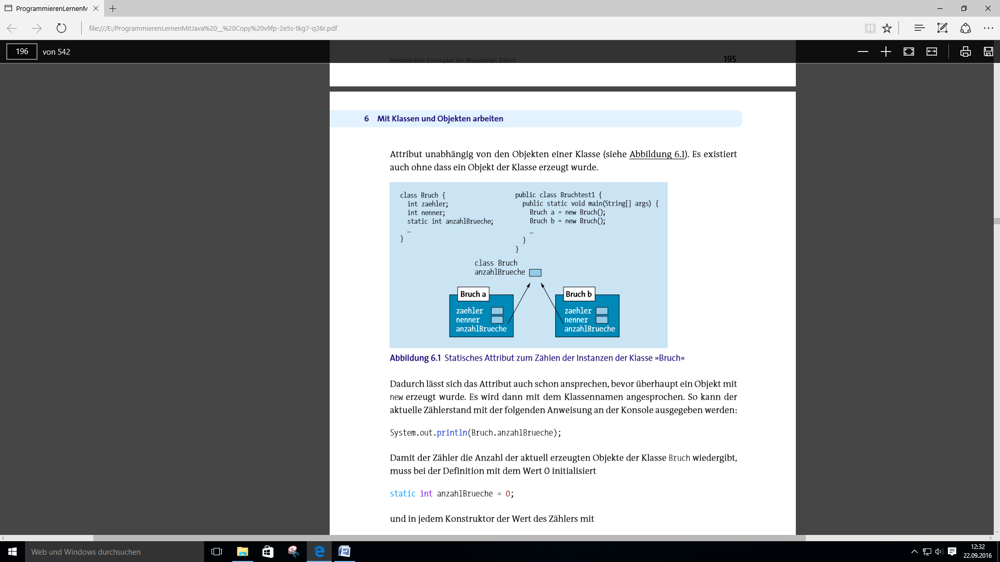 ProgrammierenLernenM
file:///E:/ProgrammierenLernenMitJava%20__%20Copy%20v9fp-2e5s-tkg7-q36r.pdf
196 von 542
Persönliches Exemplar für Maximilian Zibert 195
6 Mit Klassen und Objekten arbeiten
Attribut unabhängig von den Objekten einer Klasse (siehe Abbildung 6.1). Es existiert
auch ohne dass ein Objekt der Klasse erzeugt wurde.
class Bruch {
int zaehler;
int nenner;
static int anzahlBrueche;
…
}
public class Bruchtest1 {
public static void main(String[] args) {
Bruch a = new Bruch();
Bruch b = new Bruch();
…
}
}
class Bruch
anzahlBrueche
Bruch a
zaehler
nenner
anzahlBrueche
Bruch b
zaehler
nenner
anzahlBrueche
Abbildung 6.1 Statisches Attribut zum Zählen der Instanzen der Klasse »Bruch«
Dadurch lässt sich das Attribut auch schon ansprechen, bevor überhaupt ein Objekt mit
new erzeugt wurde. Es wird dann mit dem Klassennamen angesprochen. So kann der
aktuelle Zählerstand mit der folgenden Anweisung an der Konsole ausgegeben werden:
System.out.println(Bruch.anzahlBrueche);
Damit der Zähler die Anzahl der aktuell erzeugten Objekte der Klasse Bruch wiedergibt,
muss bei der Definition mit dem Wert 0 initialisiert
static int anzahlBrueche = 0;
und in jedem Konstruktor der Wert des Zählers mit
Web und Windows durchsuchen
12:32
22.09.2016